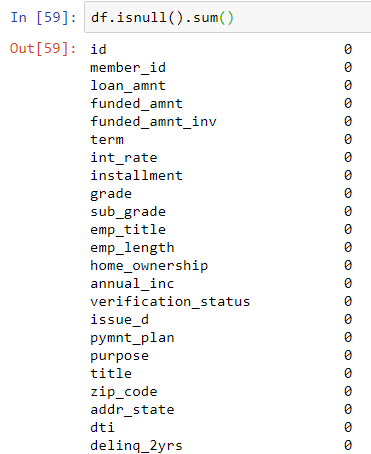 In [59]: df.isnull().sum()
Out[59]: id 0
member_id 0
loan_amnt 0
funded_amnt 0
funded_amnt_inv 0
term 0
int_rate 0
installment 0
grade 0
sub_grade 0
emp_title 0
emp_length 0
home_ownership 0
annual_inc 0
verification_status 0
issue_d 0
pymnt_plan 0
purpose 0
title 0
zip_code 0
addr_state 0
dti 0
delinq_2yrs 0